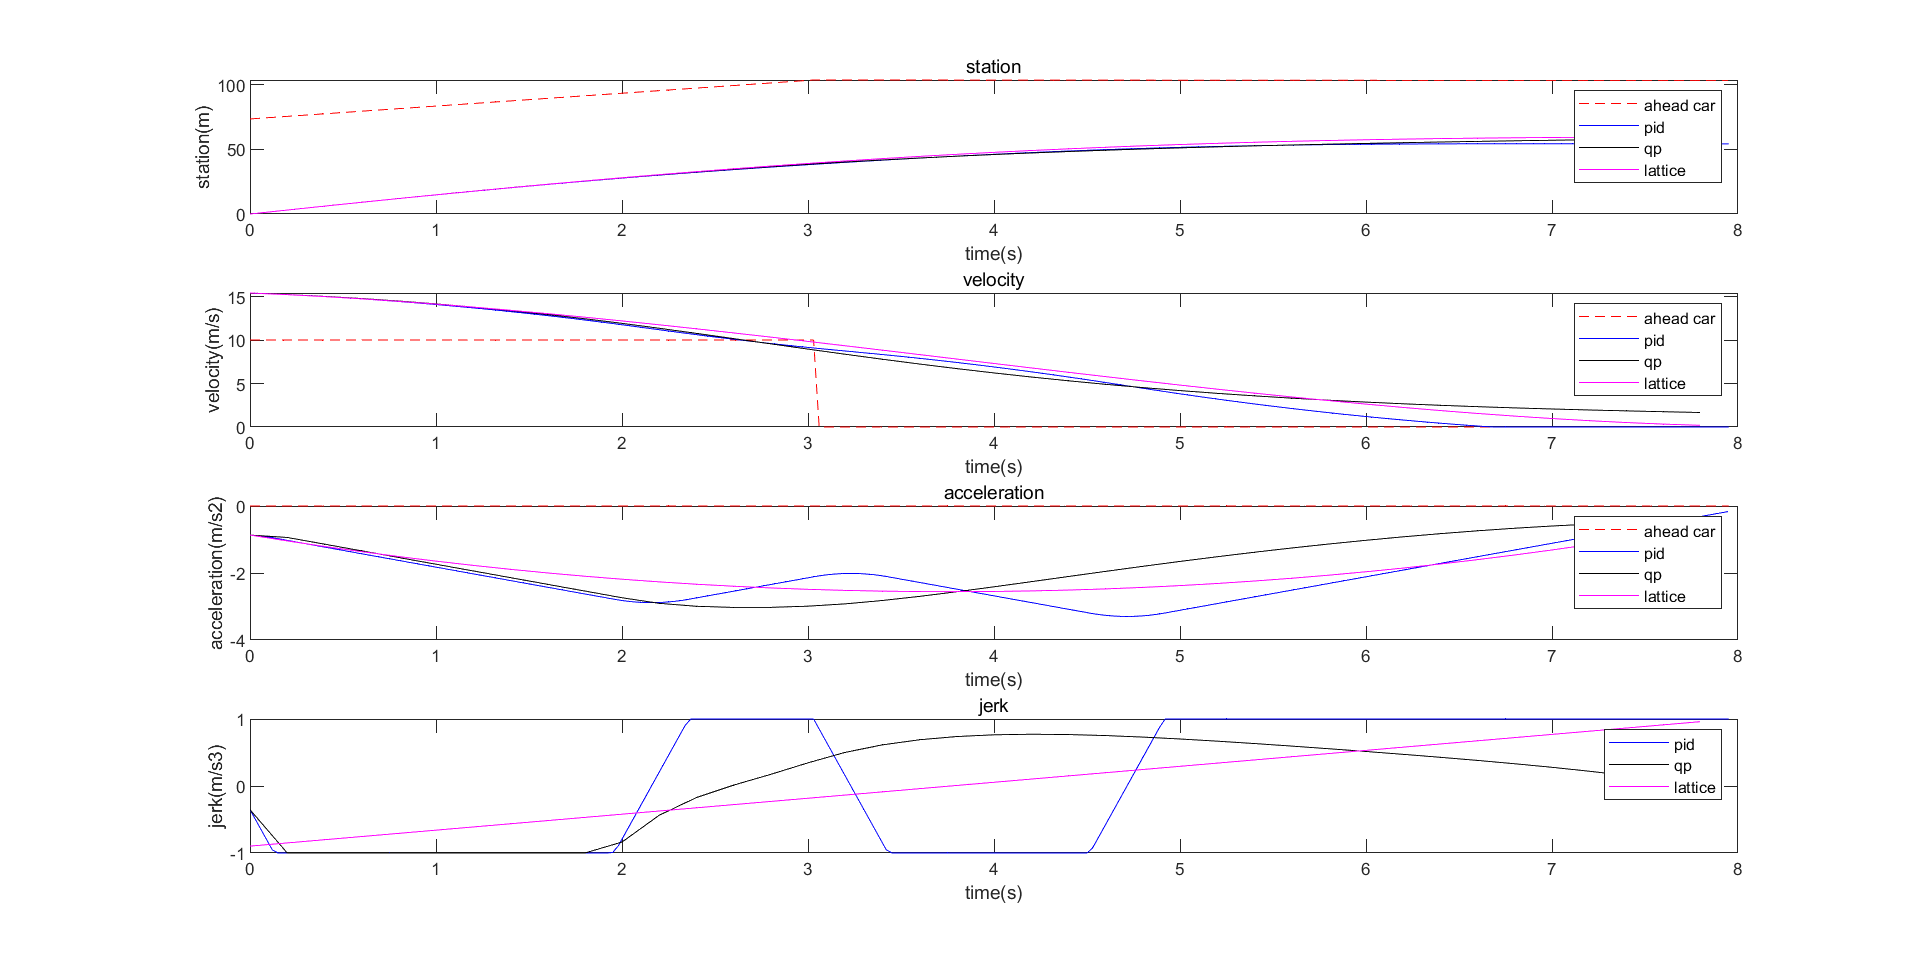 station
station(m)
100
50
0
ahead car
pid
qp
lattice
0 1 2 3 4 5 6 7 8
time(s)
velocity
velocity(m/s)
15
10
5
0
ahead car
pid
qp
lattice
0 1 2 3 4 5 6 7 8
time(s)
acceleration
acceleration(m/s2)
0
-2
-4
ahead car
pid
qp
lattice
0 1 2 3 4 5 6 7 8
time(s)
jerk
jerk(m/s3)
1
0
-1
pid
qp
lattice
0 1 2 3 4 5 6 7 8
time(s)